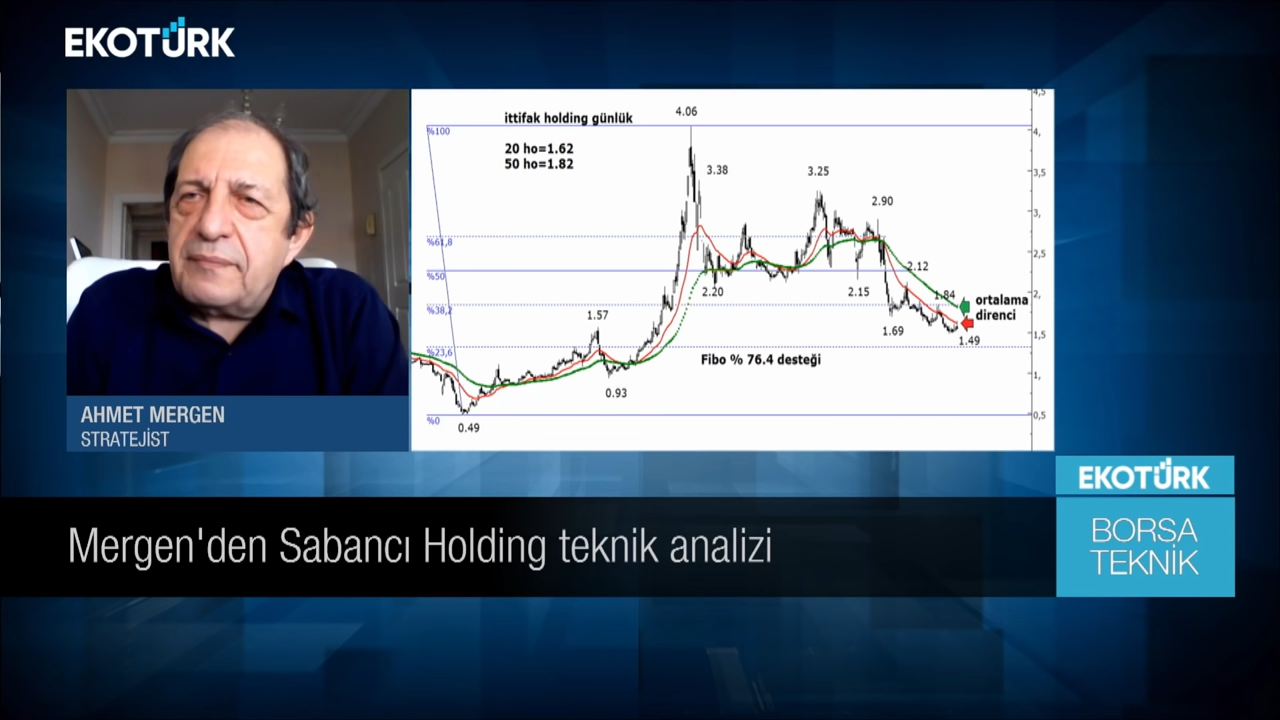 EKOTÜRK
ittifak holding günlük
20 ho=1.62
50 ho=1.82
4.06
3.38
3.25
2.90
2.20
2.15
2.12
1.84
ortalama
direnci
1.69
1.49
1.57
0.93
0.49
Fibo % 76.4 desteği
%100
%61,8
%50
%38,2
%23,6
%0
4,5
4,
3,5
3,
2,5
2,
1,5
1,
0,5
AHMET MERGEN
STRATEJİST
EKOTÜRK
Mergen'den Sabancı Holding teknik analizi
BORSA
TEKNİK